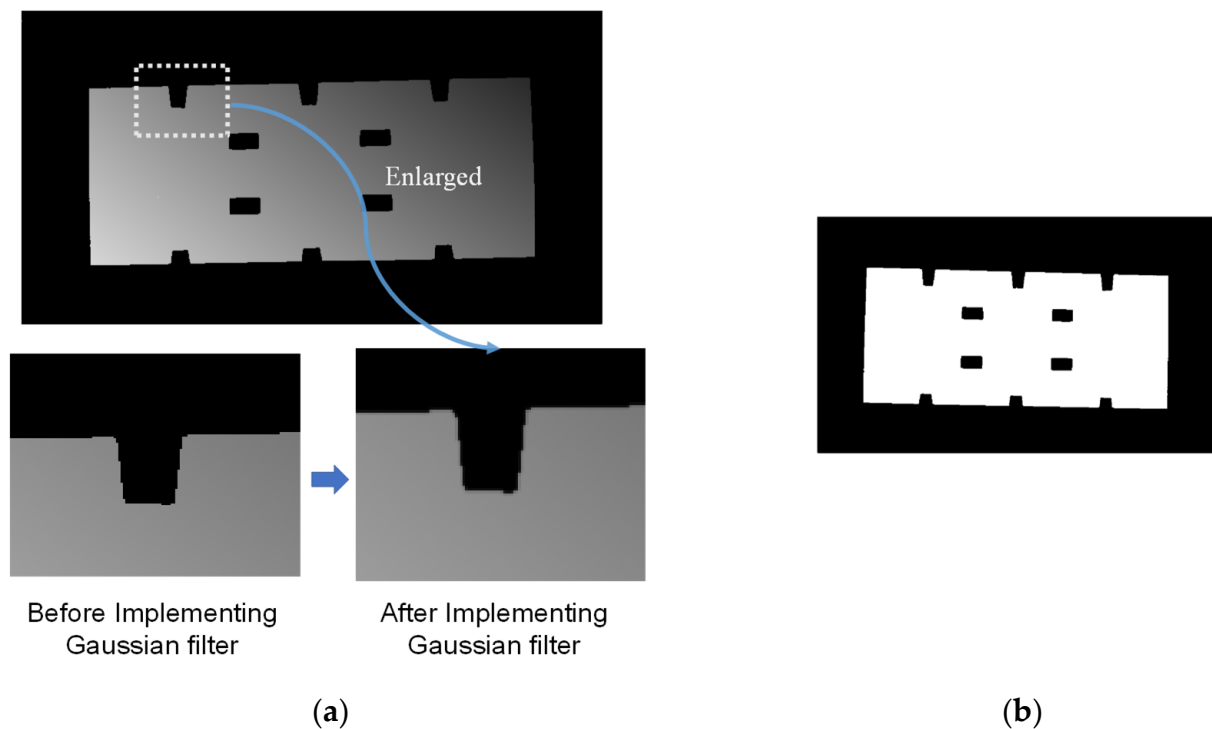 Enlarged
Before Implementing
Gaussian filter
After Implementing
Gaussian filter
(a)
(b)